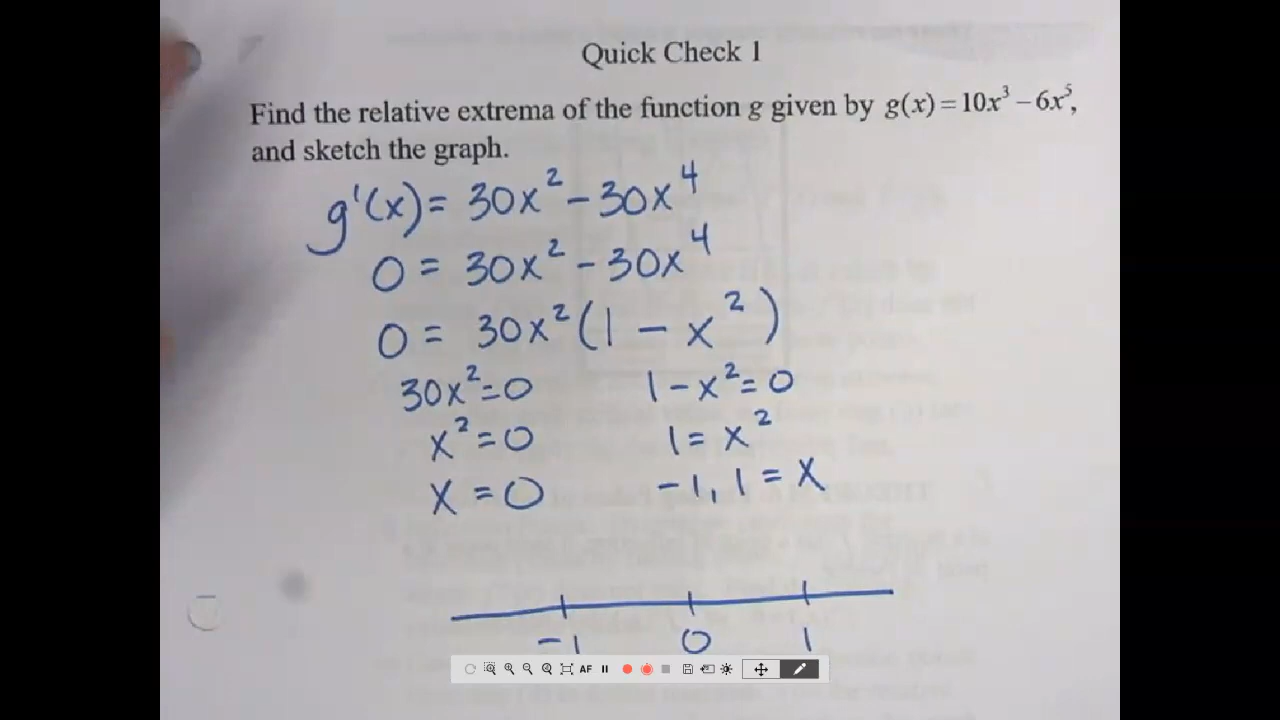 Quick Check 1
Find the relative extrema of the function g given by g(x) = 10x³ − 6x⁵,
and sketch the graph.
g'(x) = 30x² − 30x⁴
0 = 30x² − 30x⁴
0 = 30x²(1 − x²)
30x² = 0 1 − x² = 0
x² = 0 1 = x²
x = 0 −1, 1 = x
−1 0 1
AF